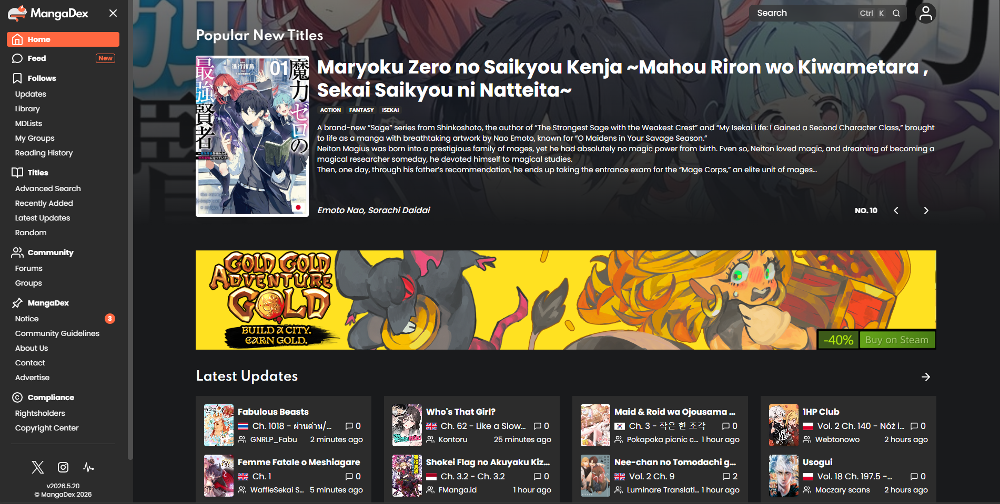 MangaDex
Home
Feed
New
Follows
Updates
Library
MDLists
My Groups
Reading History
Titles
Advanced Search
Recently Added
Latest Updates
Random
Community
Forums
Groups
MangaDex
Notice
3
Community Guidelines
About Us
Contact
Advertise
Compliance
Rightsholders
Copyright Center
v2026.5.20
© MangaDex 2026
Search
Ctrl K
Popular New Titles
進行諸島
01
魔力ゼロの
最強賢者
Maryoku Zero no Saikyou Kenja ~Mahou Riron wo Kiwametara ,
Sekai Saikyou ni Natteita~
ACTION FANTASY ISEKAI
A brand-new “Sage” series from Shinkoshoto, the author of “The Strongest Sage with the Weakest Crest” and “My Isekai Life: I Gained a Second Character Class,” brought
to life as a manga with breathtaking artwork by Nao Emoto, known for “O Maidens in Your Savage Season.”
Neiton Magius was born into a prestigious family of mages, yet he had absolutely no magic power from birth. Even so, Neiton loved magic, and dreaming of becoming a
magical researcher someday, he devoted himself to magical studies.
Then, one day, through his father’s recommendation, he ends up taking the entrance exam for the “Mage Corps,” an elite unit of mages…
Emoto Nao, Sorachi Daidai
NO. 10
GOLD GOLD
ADVENTURE
GOLD
BUILD A CITY.
EARN GOLD.
-40% Buy on Steam
Latest Updates
Fabulous Beasts
Ch. 1018 - ผ่านด่าน/... 0
GNRLP_Fabu 2 minutes ago
Femme Fatale o Meshiagare
Ch. 1 0
WaffleSekai S... 5 minutes ago
Who's That Girl?
Ch. 62 - Like a Slow... 0
Kontoru 25 minutes ago
Shokei Flag no Akuyaku Kiz...
Ch. 3.2 - Ch. 3.2 0
FManga.id 1 hour ago
Maid & Roid wa Ojousama ...
Ch. 3 - 작은 한 조각 0
Pokapoka picnic c... 1 hour ago
Nee-chan no Tomodachi g...
Vol. 2 Ch. 9 2
Luminare Translati... 1 hour ago
1HP Club
Vol. 2 Ch. 140 - Nóż i... 0
Webtonowo 2 hours ago
Usogui
Vol. 18 Ch. 197.5 -... 0
Moczary scans 2 hours ago